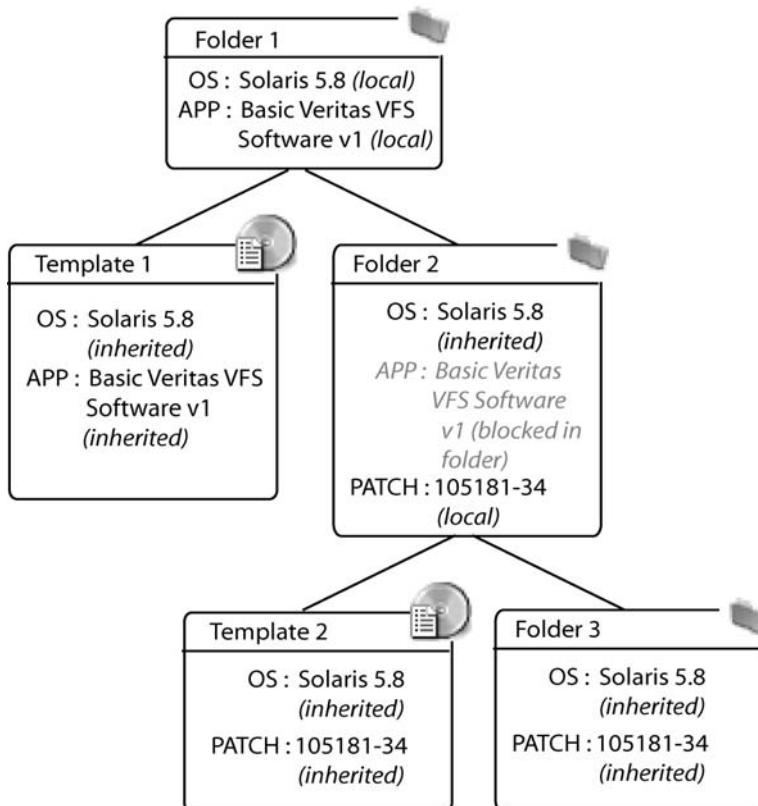 Folder 1
OS : Solaris 5.8 (local)
APP : Basic Veritas VFS
Software v1 (local)
Template 1
OS : Solaris 5.8
(inherited)
APP : Basic Veritas VFS
Software v1
(inherited)
Folder 2
OS : Solaris 5.8
(inherited)
APP : Basic Veritas
VFS Software
v1 (blocked in
folder)
PATCH : 105181-34
(local)
Template 2
OS : Solaris 5.8
(inherited)
PATCH : 105181-34
(inherited)
Folder 3
OS : Solaris 5.8
(inherited)
PATCH : 105181-34
(inherited)